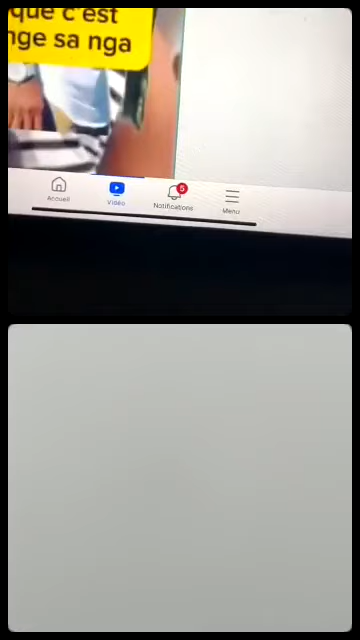 que c'est
nge sa nga
5
Accueil
Vidéo
Notifications
Menu